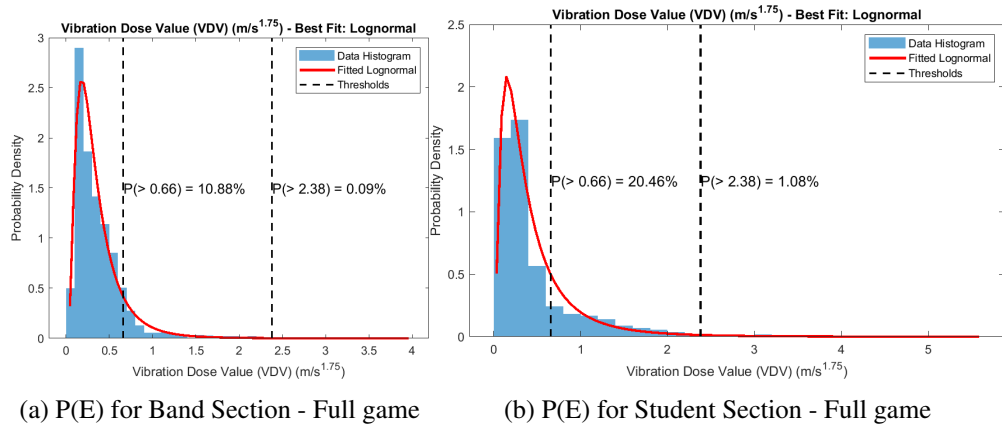 Vibration Dose Value (VDV) (m/s^1.75) - Best Fit: Lognormal
Data Histogram
Fitted Lognormal
Thresholds
Probability Density
3
2.5
2
1.5
1
0.5
0
P(> 0.66) = 10.88%
P(> 2.38) = 0.09%
0 0.5 1 1.5 2 2.5 3 3.5 4
Vibration Dose Value (VDV) (m/s^1.75)
(a) P(E) for Band Section - Full game
Vibration Dose Value (VDV) (m/s^1.75) - Best Fit: Lognormal
Data Histogram
Fitted Lognormal
Thresholds
Probability Density
2.5
2
1.5
1
0.5
0
P(> 0.66) = 20.46%
P(> 2.38) = 1.08%
0 1 2 3 4 5
Vibration Dose Value (VDV) (m/s^1.75)
(b) P(E) for Student Section - Full game